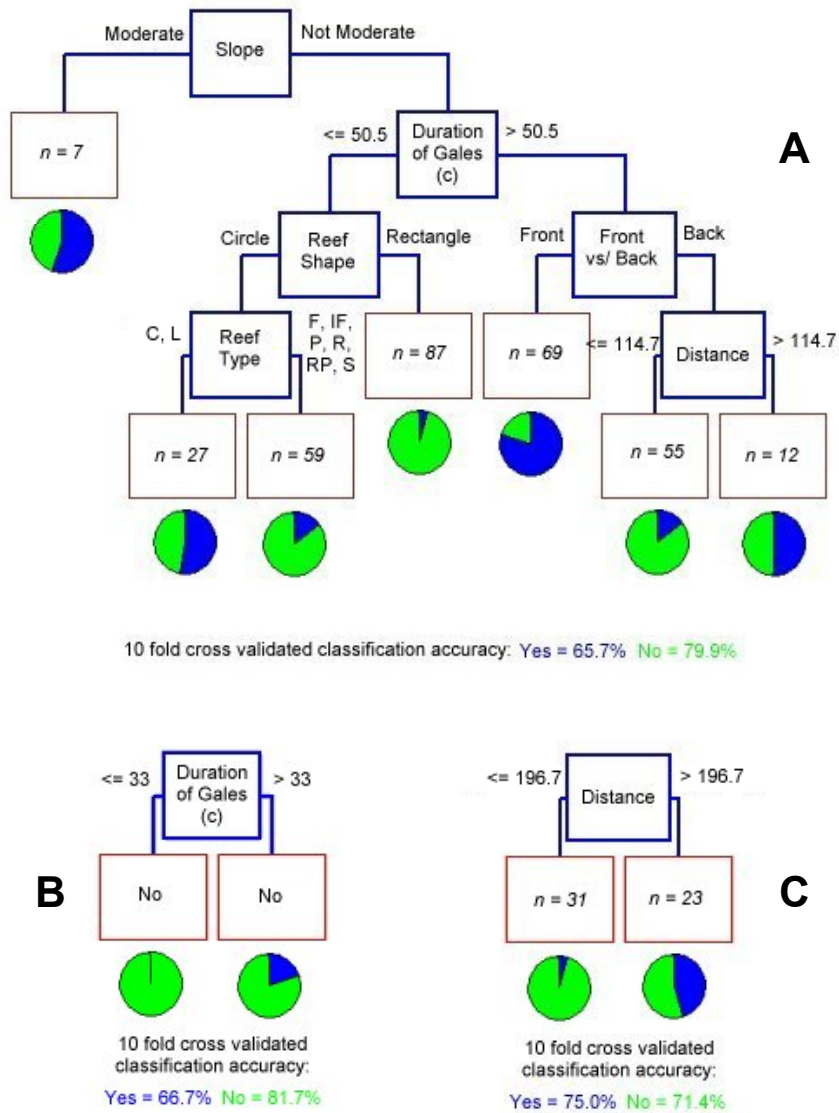 Moderate
Slope
Not Moderate
n = 7
<= 50.5
Duration
of Gales
(c)
> 50.5
A
Circle
Reef
Shape
Rectangle
Front
Front
vs/ Back
Back
C, L
Reef
Type
F, IF,
P, R,
RP, S
n = 87
n = 69
<= 114.7
Distance
> 114.7
n = 27
n = 59
n = 55
n = 12
10 fold cross validated classification accuracy: Yes = 65.7% No = 79.9%
<= 33
Duration
of Gales
(c)
> 33
B
No
No
10 fold cross validated
classification accuracy:
Yes = 66.7% No = 81.7%
<= 196.7
Distance
> 196.7
C
n = 31
n = 23
10 fold cross validated
classification accuracy:
Yes = 75.0% No = 71.4%